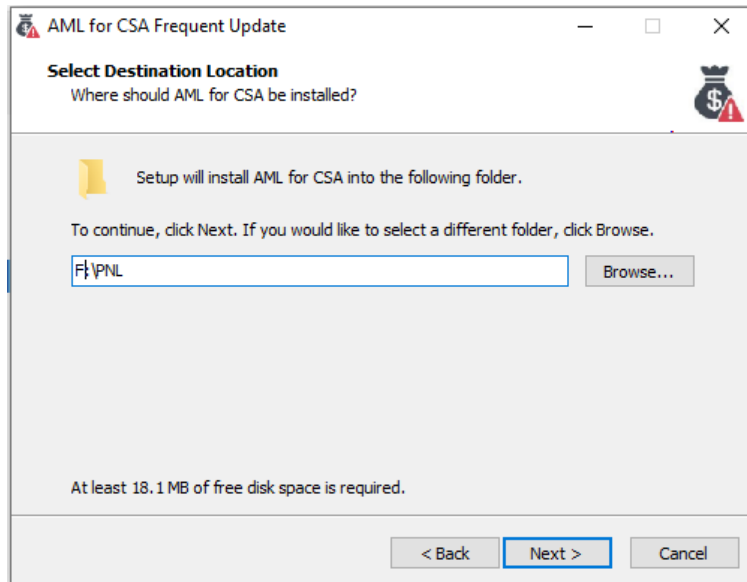 AML for CSA Frequent Update
Select Destination Location
Where should AML for CSA be installed?
Setup will install AML for CSA into the following folder.
To continue, click Next. If you would like to select a different folder, click Browse.
F:\PNL
Browse...
At least 18.1 MB of free disk space is required.
< Back
Next >
Cancel